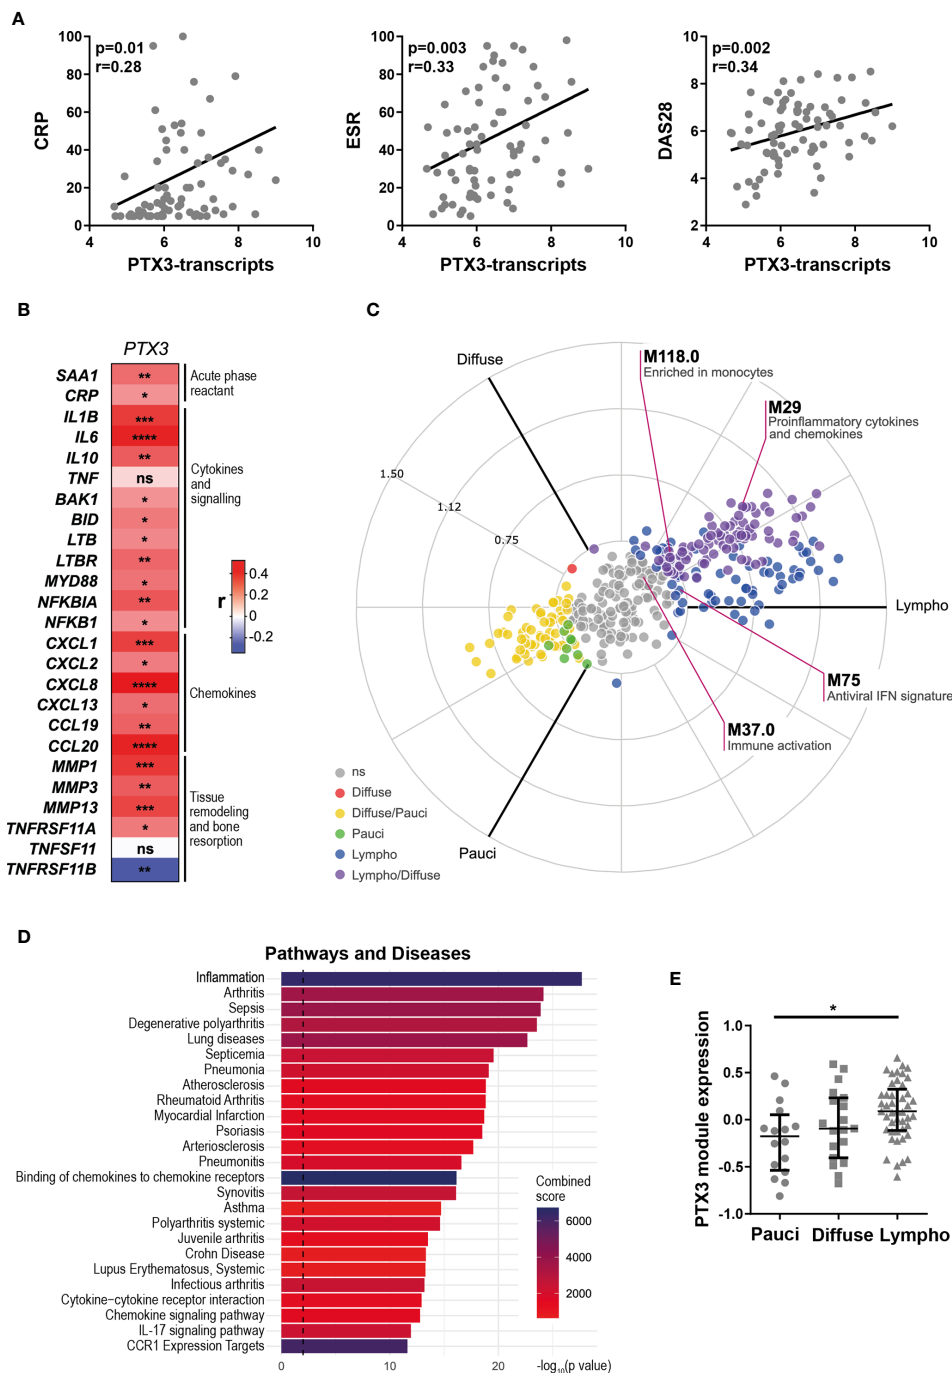 A
p=0.01
r=0.28
100
80
60
40
20
0
CRP
4
6
8
10
PTX3-transcripts
p=0.003
r=0.33
100
80
60
40
20
0
ESR
4
6
8
10
PTX3-transcripts
p=0.002
r=0.34
10
8
6
4
2
DAS28
4
6
8
10
PTX3-transcripts
B
PTX3
SAA1 **
CRP *
IL1B ***
IL6 ****
IL10 **
TNF ns
BAK1 *
BID *
LTB *
LTBR **
MYD88 *
NFKBIA **
NFKB1 *
CXCL1 ***
CXCL2 *
CXCL8 ****
CXCL13 *
CCL19 **
CCL20 ****
MMP1 ***
MMP3 **
MMP13 ***
TNFRSF11A *
TNFSF11 ns
TNFRSF11B **
Acute phase
reactant
Cytokines
and
signalling
Chemokines
Tissue
remodeling
and bone
resorption
r
0.4
0.2
0
-0.2
C
Diffuse
Lympho
Pauci
1.50
1.12
0.75
M118.0
Enriched in monocytes
M29
Proinflammatory cytokines
and chemokines
M75
Antiviral IFN signature
M37.0
Immune activation
ns
Diffuse
Diffuse/Pauci
Pauci
Lympho
Lympho/Diffuse
D
Pathways and Diseases
Inflammation
Arthritis
Sepsis
Degenerative polyarthritis
Lung diseases
Septicemia
Pneumonia
Atherosclerosis
Rheumatoid Arthritis
Myocardial Infarction
Psoriasis
Arteriosclerosis
Pneumonitis
Binding of chemokines to chemokine receptors
Synovitis
Asthma
Polyarthritis systemic
Juvenile arthritis
Crohn Disease
Lupus Erythematosus, Systemic
Infectious arthritis
Cytokine−cytokine receptor interaction
Chemokine signaling pathway
IL-17 signaling pathway
CCR1 Expression Targets
0
10
20
-log10(p value)
Combined
score
6000
4000
2000
E
*
PTX3 module expression
1.0
0.5
0.0
-0.5
-1.0
Pauci
Diffuse
Lympho